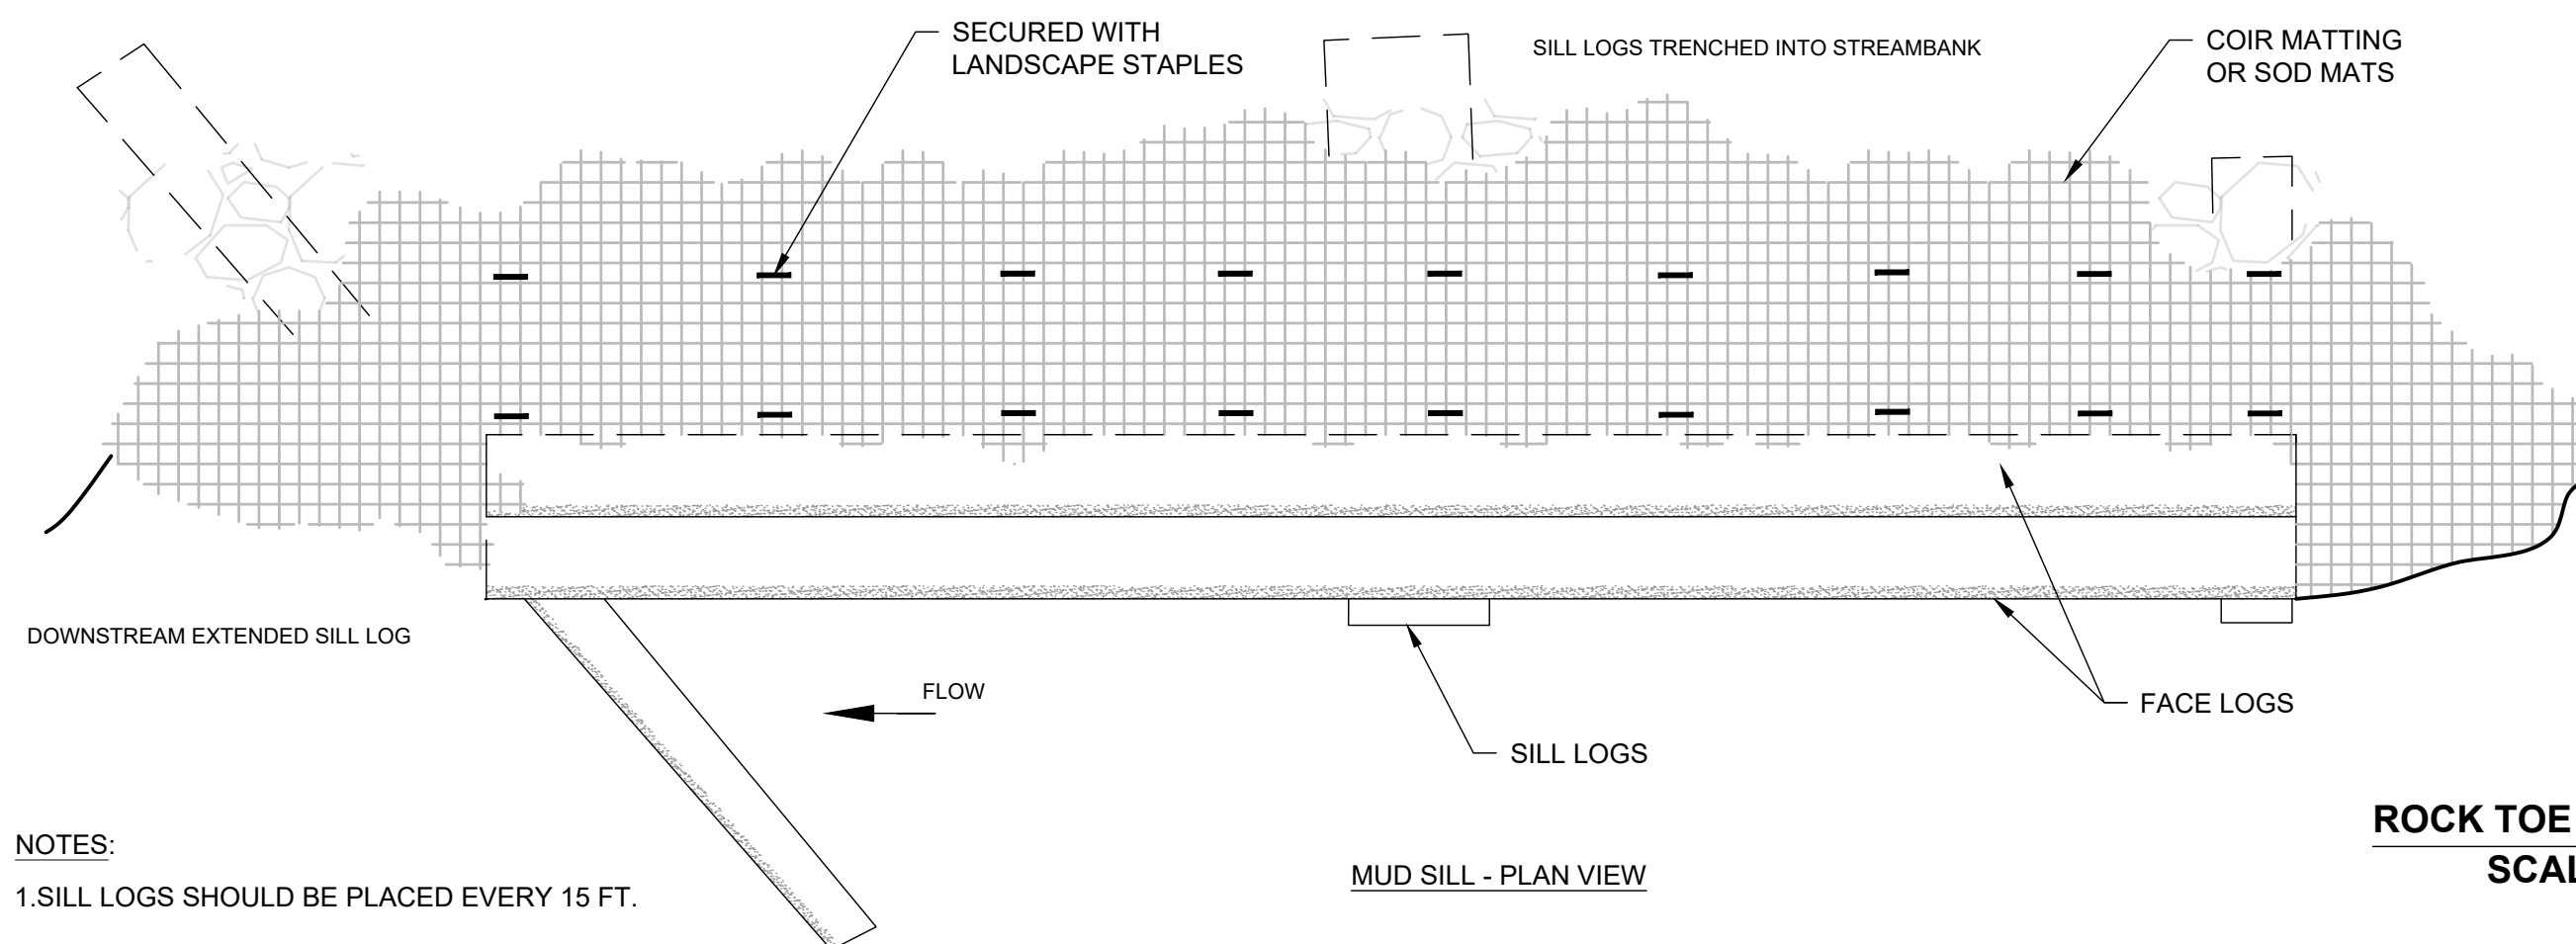 SECURED WITH
LANDSCAPE STAPLES
SILL LOGS TRENCHED INTO STREAMBANK
COIR MATTING
OR SOD MATS
DOWNSTREAM EXTENDED SILL LOG
FLOW
FACE LOGS
SILL LOGS
NOTES:
1.SILL LOGS SHOULD BE PLACED EVERY 15 FT.
MUD SILL - PLAN VIEW
ROCK TOE